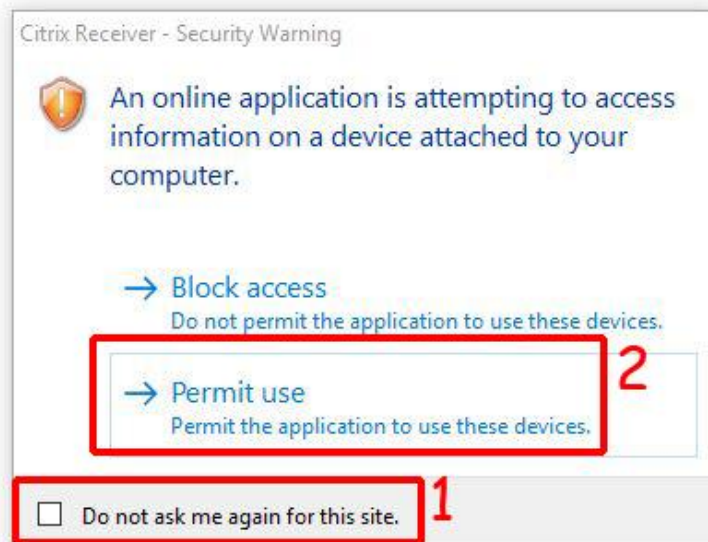 Citrix Receiver - Security Warning
An online application is attempting to access
information on a device attached to your
computer.
→ Block access
Do not permit the application to use these devices.
2
→ Permit use
Permit the application to use these devices.
Do not ask me again for this site.
1